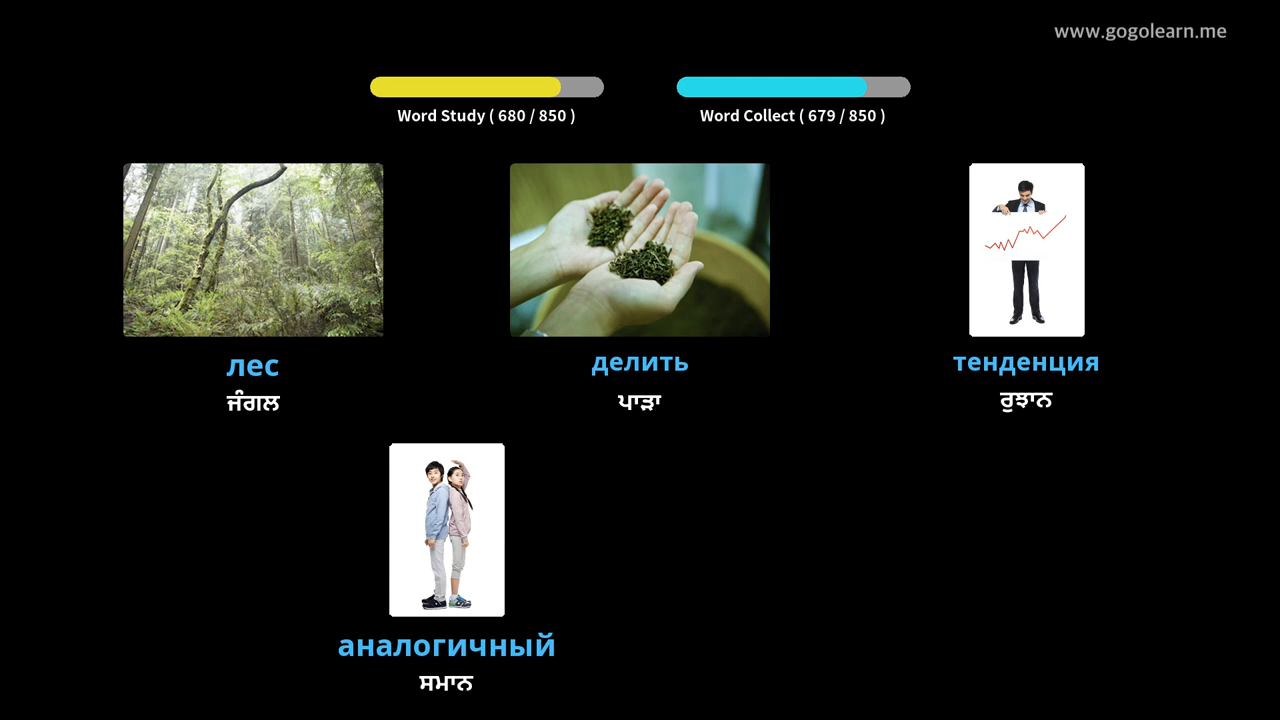 www.gogolearn.me
Word Study ( 680 / 850 )
Word Collect ( 679 / 850 )
лес
ਜੰਗਲ
делить
ਪਾੜਾ
тенденция
ਰੁਝਾਨ
аналогичный
ਸਮਾਨ